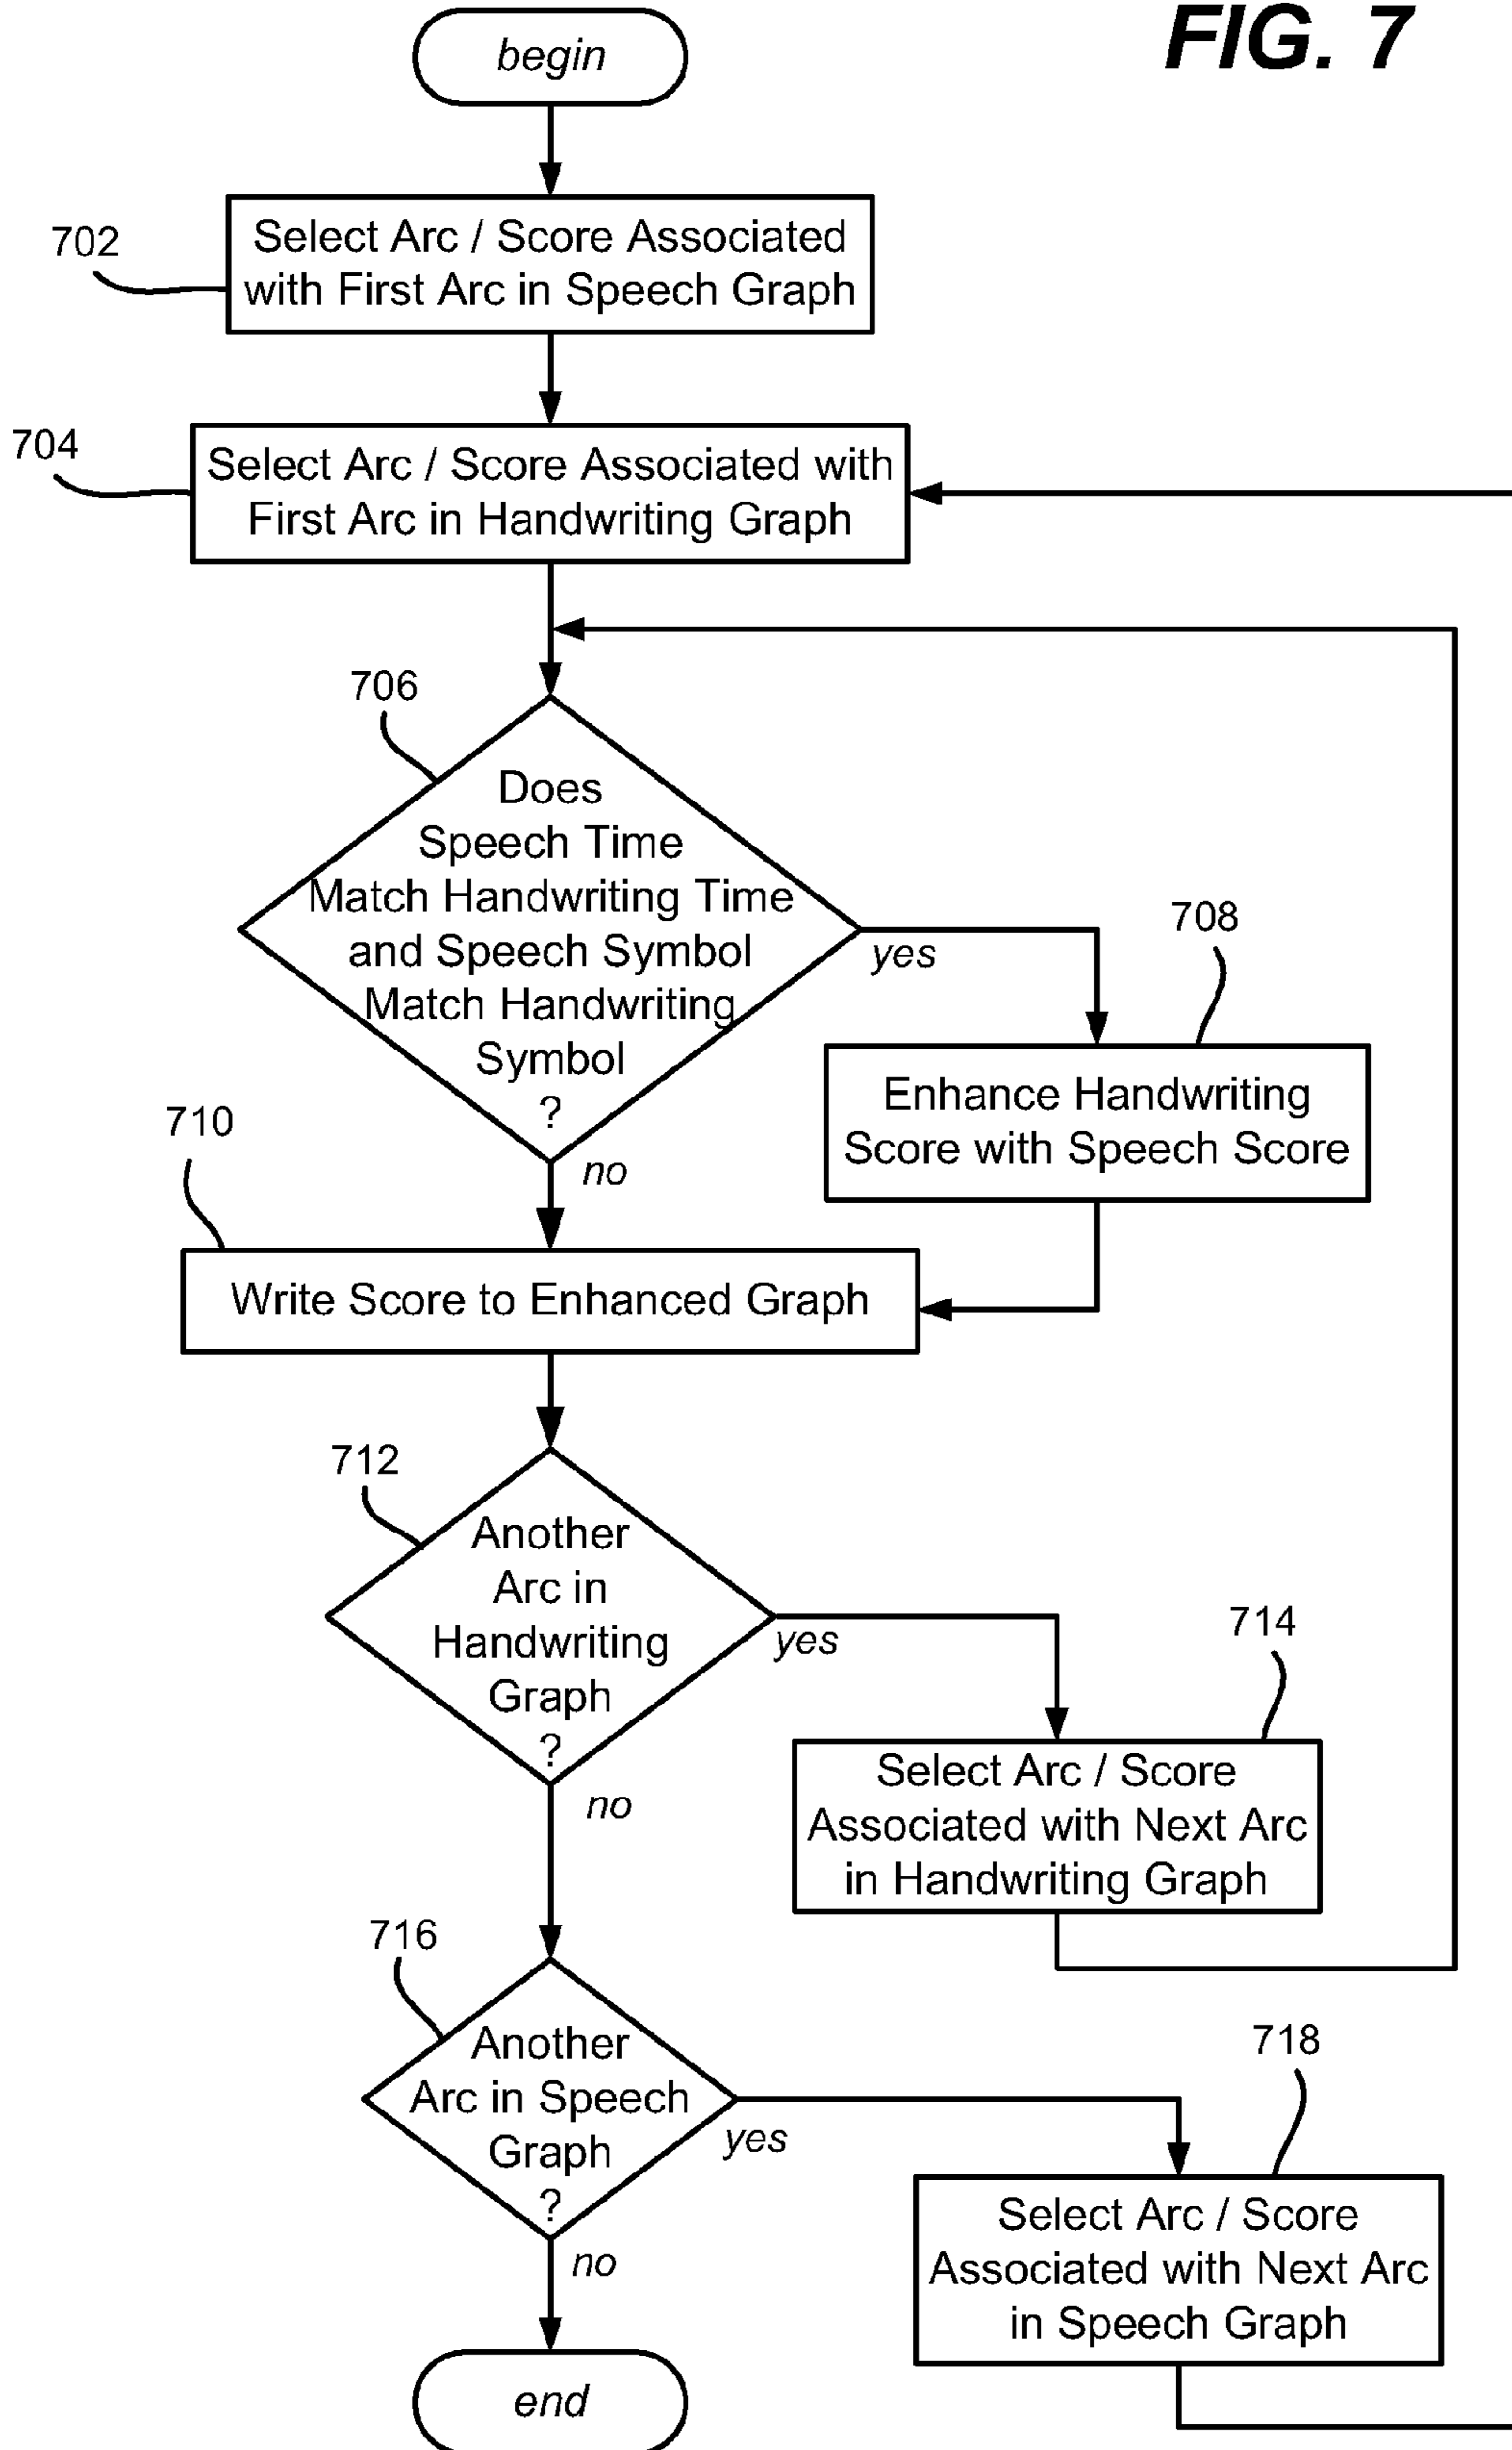 FIG. 7
begin
702
Select Arc / Score Associated
with First Arc in Speech Graph
704
Select Arc / Score Associated with
First Arc in Handwriting Graph
706
Does
Speech Time
Match Handwriting Time
and Speech Symbol
Match Handwriting
Symbol
?
yes
708
Enhance Handwriting
Score with Speech Score
no
710
Write Score to Enhanced Graph
712
Another
Arc in
Handwriting
Graph
?
yes
714
Select Arc / Score
Associated with Next Arc
in Handwriting Graph
no
716
Another
Arc in Speech
Graph
?
yes
718
Select Arc / Score
Associated with Next Arc
in Speech Graph
no
end